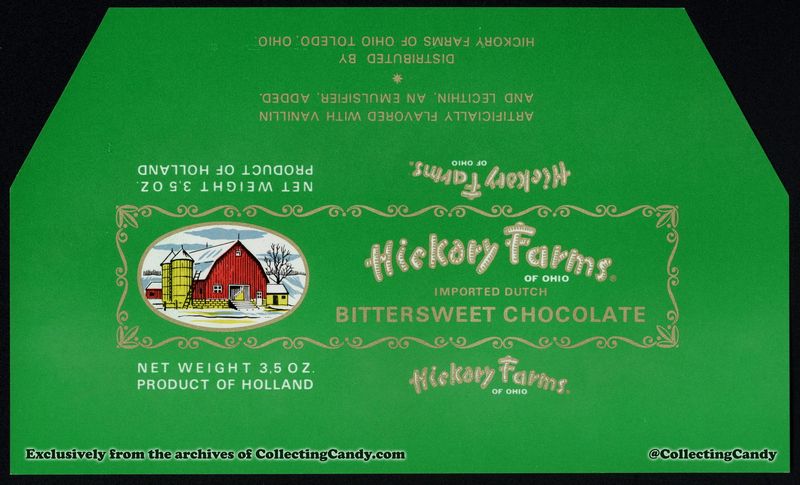 HICKORY FARMS OF OHIO TOLEDO, OHIO.
DISTRIBUTED BY
*
AND LECITHIN, AN EMULSIFIER, ADDED.
ARTIFICIALLY FLAVORED WITH VANILLIN
PRODUCT OF HOLLAND
NET WEIGHT 3,5 OZ.
OF OHIO
Hickory Farms.
Hickory Farms.®
OF OHIO
IMPORTED DUTCH
BITTERSWEET CHOCOLATE
NET WEIGHT 3,5 OZ.
PRODUCT OF HOLLAND
Hickory Farms.
OF OHIO
Exclusively from the archives of CollectingCandy.com
@CollectingCandy